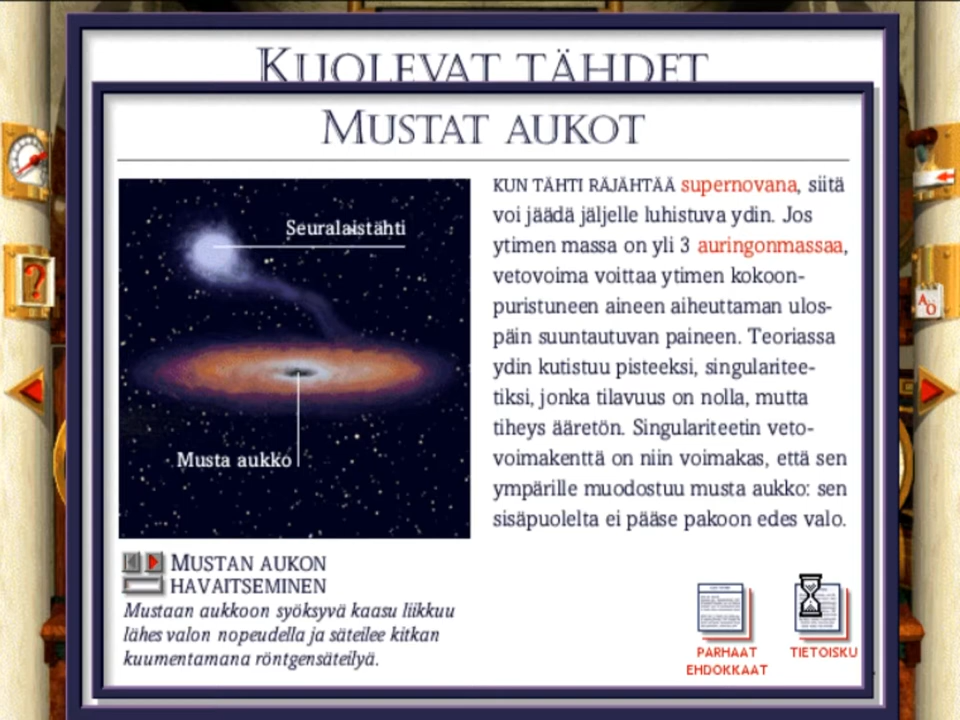 KUOLEVAT TÄHDET
MUSTAT AUKOT
Seuralaistähti
Musta aukko
KUN TÄHTI RÄJÄHTÄÄ supernovana, siitä
voi jäädä jäljelle luhistuva ydin. Jos
ytimen massa on yli 3 auringonmassaa,
vetovoima voittaa ytimen kokoon-
puristuneen aineen aiheuttaman ulos-
päin suuntautuvan paineen. Teoriassa
ydin kutistuu pisteeksi, singularitee-
tiksi, jonka tilavuus on nolla, mutta
tiheys ääretön. Singulariteetin veto-
voimakenttä on niin voimakas, että sen
ympärille muodostuu musta aukko: sen
sisäpuolelta ei pääse pakoon edes valo.
MUSTAN AUKON
HAVAITSEMINEN
Mustaan aukkoon syöksyvä kaasu liikkuu
lähes valon nopeudella ja säteilee kitkan
kuumentamana röntgensäteilyä.
PARHAAT
EHDOKKAAT
TIETOISKU
?
AÖ